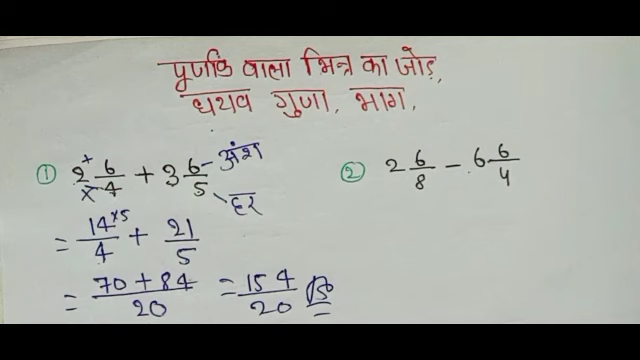 पूर्णांक वाला भिन्न का जोड़,
घटाव गुणा, भाग,
① 2 6/4 + 3 6/5 अंश हर
② 2 6/8 - 6 6/4
= 14×5/4 + 21/5
= 70+84/20 = 154/20